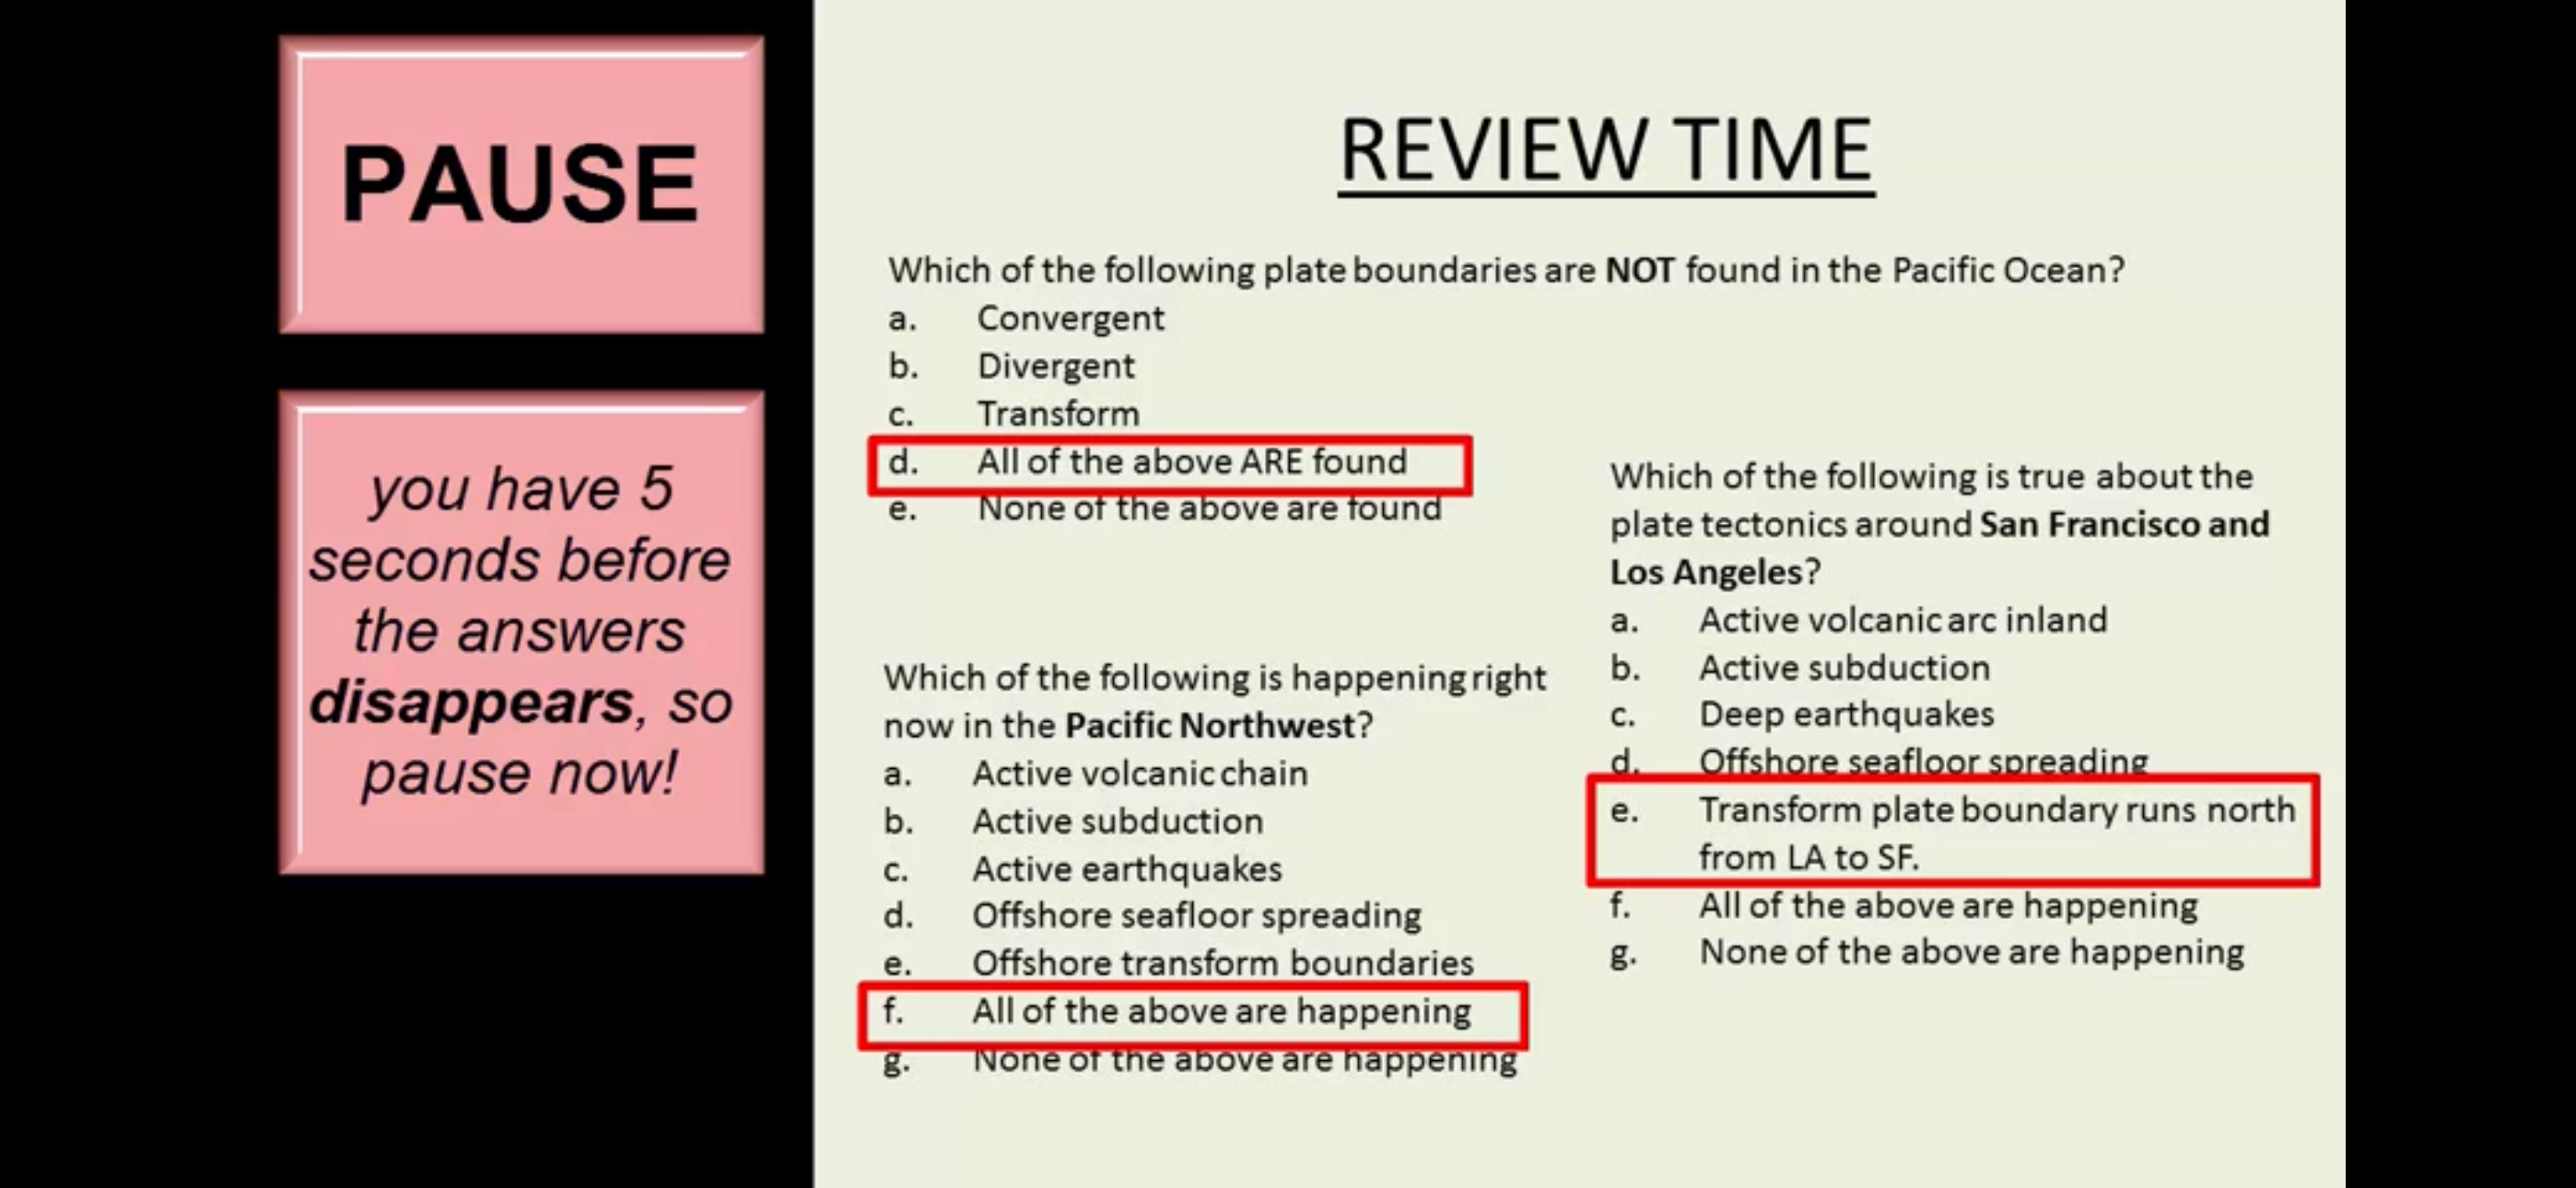 PAUSE
you have 5
seconds before
the answers
disappears, so
pause now!
REVIEW TIME
Which of the following plate boundaries are NOT found in the Pacific Ocean?
a. Convergent
b. Divergent
c. Transform
d. All of the above ARE found
e. None of the above are found
Which of the following is happening right
now in the Pacific Northwest?
a. Active volcanic chain
b. Active subduction
c. Active earthquakes
d. Offshore seafloor spreading
e. Offshore transform boundaries
f. All of the above are happening
g. None of the above are happening
Which of the following is true about the
plate tectonics around San Francisco and
Los Angeles?
a. Active volcanic arc inland
b. Active subduction
c. Deep earthquakes
d. Offshore seafloor spreading
e. Transform plate boundary runs north
from LA to SF.
f. All of the above are happening
g. None of the above are happening